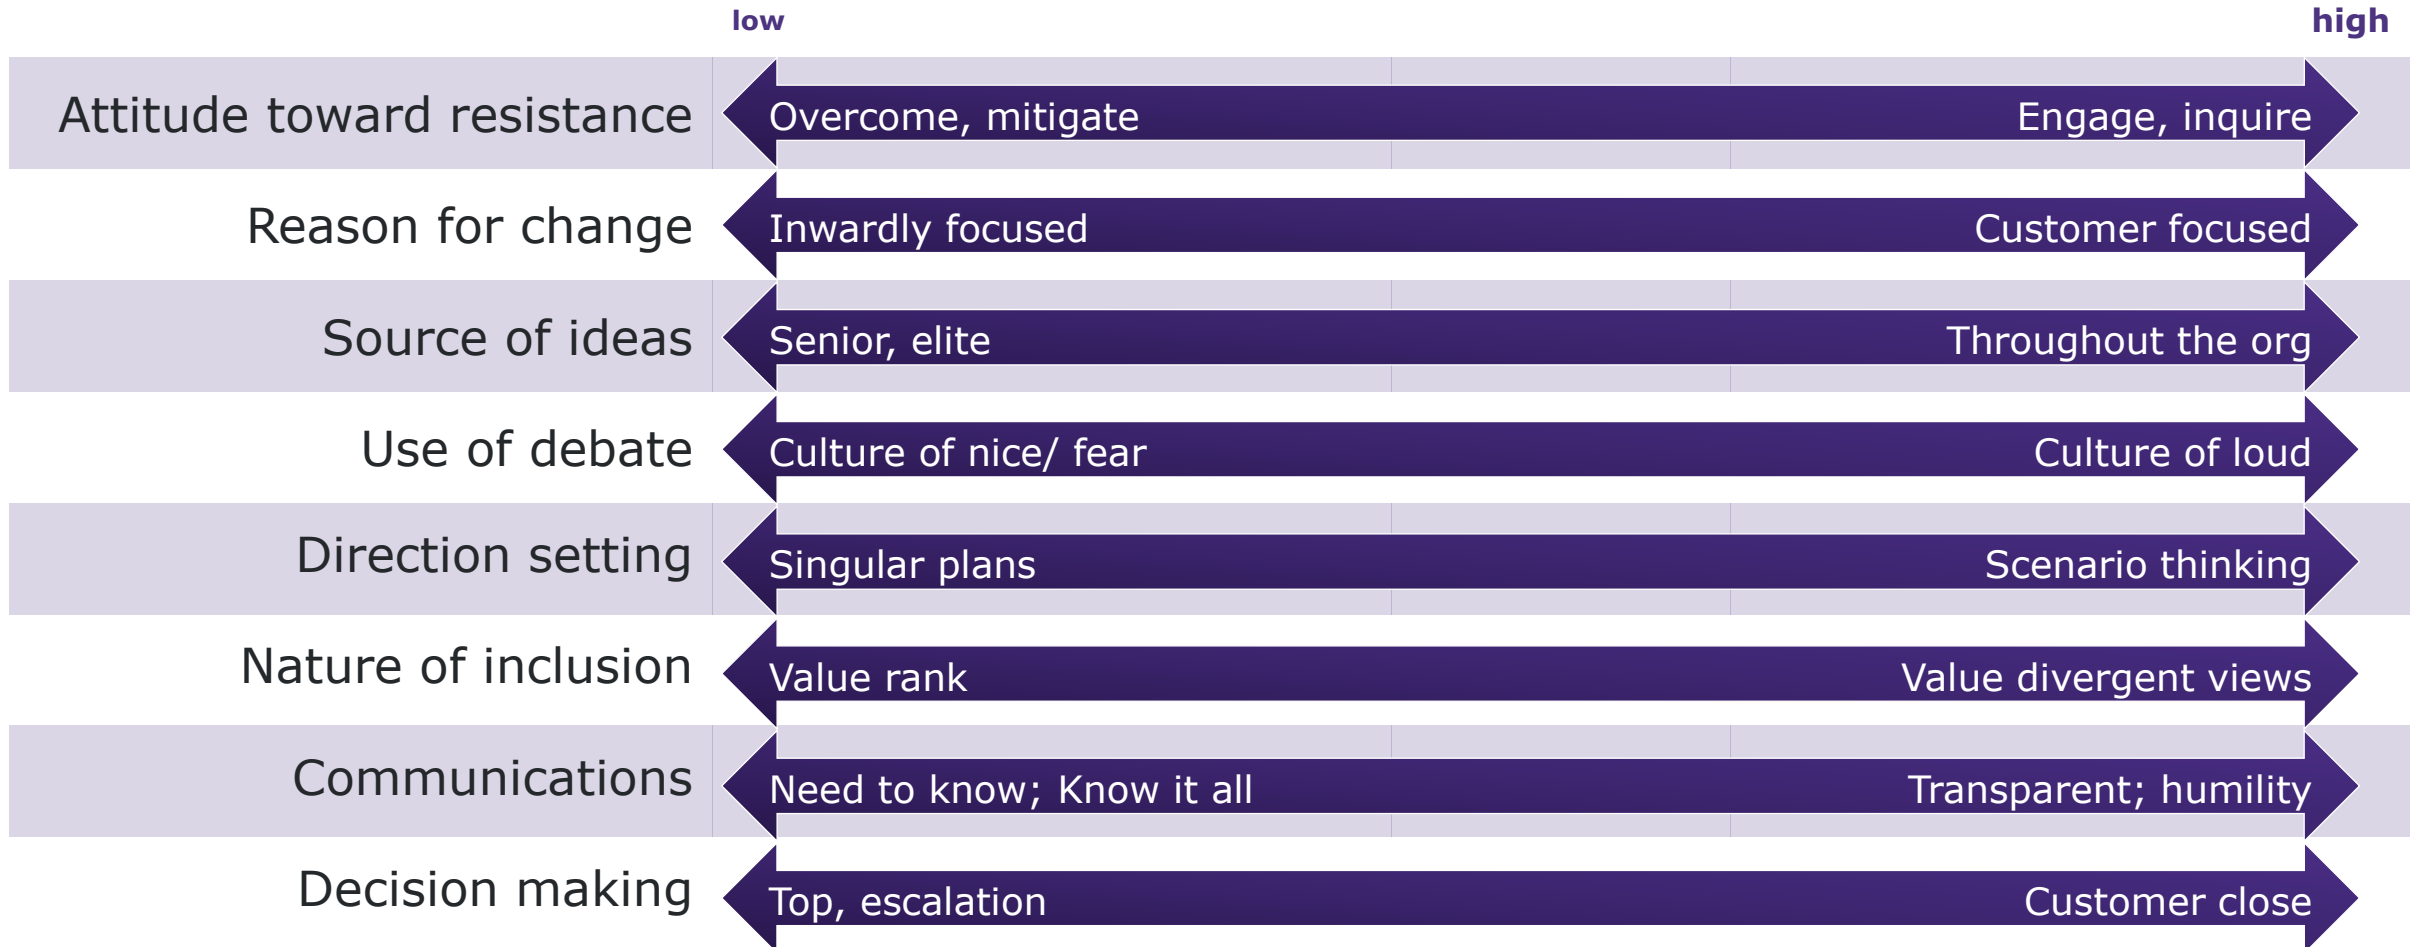 low high
Attitude toward resistance Overcome, mitigate Engage, inquire
Reason for change Inwardly focused Customer focused
Source of ideas Senior, elite Throughout the org
Use of debate Culture of nice/ fear Culture of loud
Direction setting Singular plans Scenario thinking
Nature of inclusion Value rank Value divergent views
Communications Need to know; Know it all Transparent; humility
Decision making Top, escalation Customer close